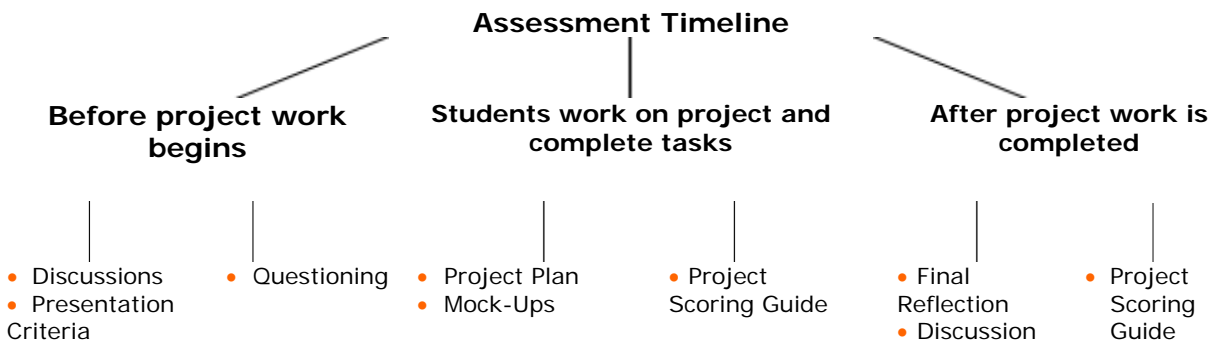 Assessment Timeline
Before project work
begins
Students work on project and
complete tasks
After project work is
completed
• Discussions
• Presentation
Criteria
• Questioning
• Project Plan
• Mock-Ups
• Project
Scoring Guide
• Final
Reflection
• Discussion
• Project
Scoring
Guide